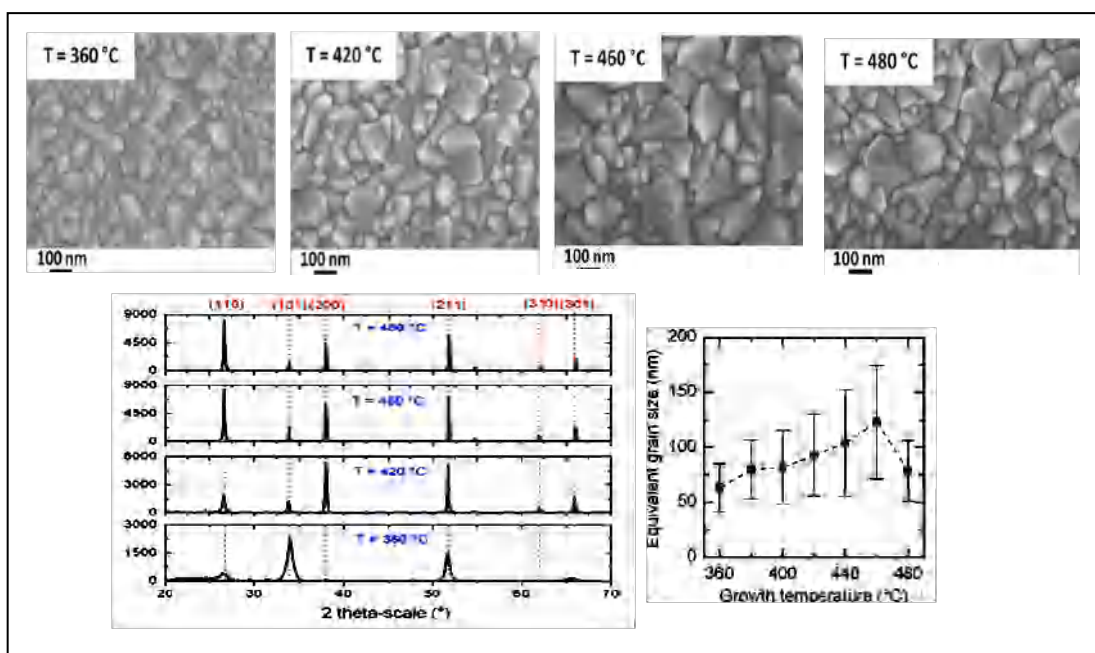 T = 360 °C
T = 420 °C
T = 460 °C
T = 480 °C
100 nm
100 nm
100 nm
100 nm
(110) (101)(200) (211) (310)(301)
9000
4500
0
T = 480 °C
9000
4500
0
T = 460 °C
6000
3000
0
T = 420 °C
3000
1500
0
T = 360 °C
20 30 40 50 60 70
2 theta-scale (°)
Equivalent grain size (nm)
200
150
100
50
0
360 400 440 480
Growth temperature (°C)